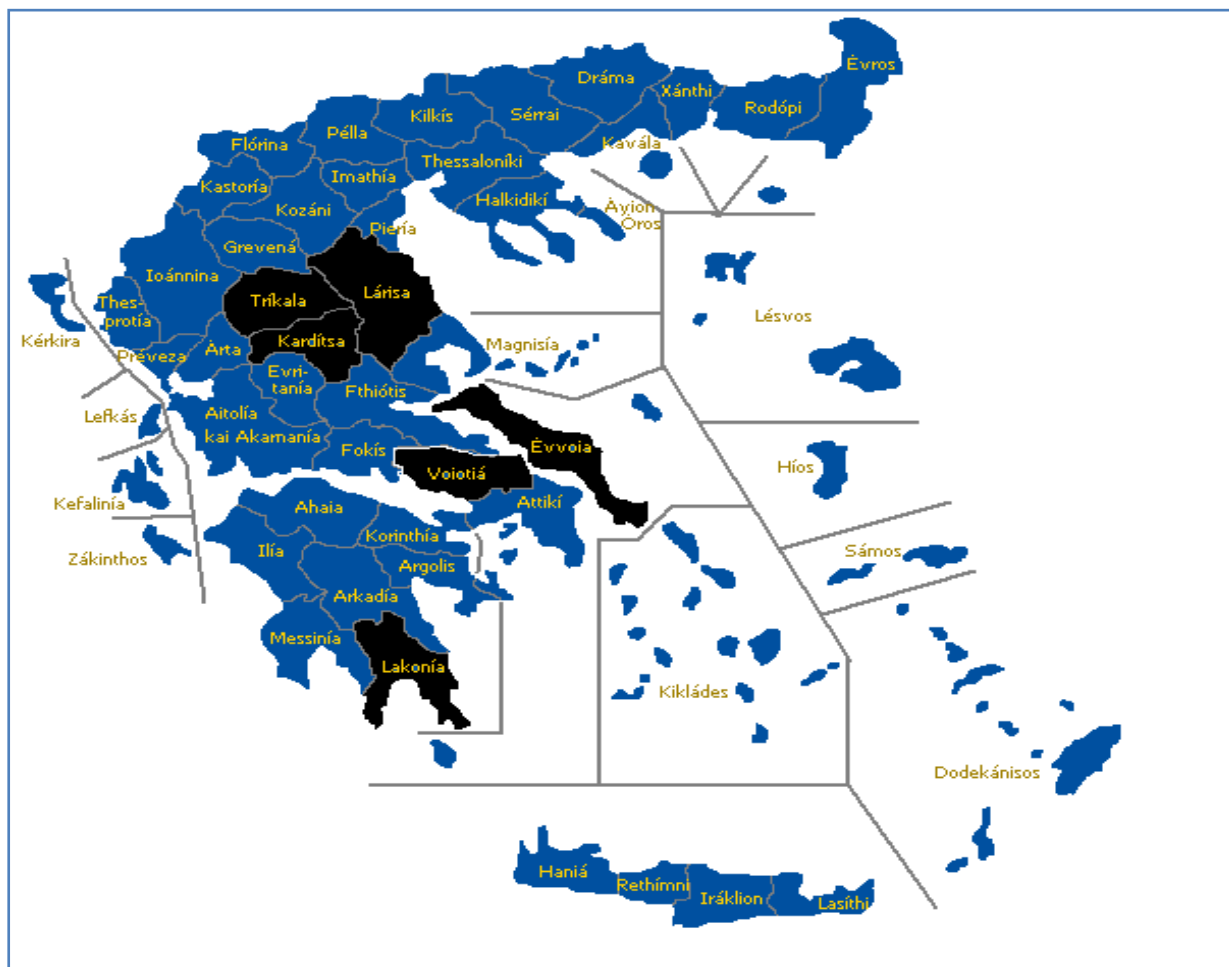 Évros
Dráma
Xánthi
Rodópi
Kilkís
Sérrai
Pélla
Flórina
Kavála
Thessaloníki
Imathía
Kastoría
Halkidikí
Kozáni
Áyion
Óros
Piería
Grevená
Ioánnina
Tríkala
Lárisa
Thes-
protía
Lésvos
Kérkira
Kardítsa
Magnisía
Préveza
Árta
Evri-
tanía
Fthiótis
Lefkás
Aitolía
kai Akarnanía
Évvoia
Fokís
Voiotiá
Híos
Kefalinía
Attikí
Ahaia
Korinthía
Zákinthos
Ilía
Sámos
Argolis
Arkadía
Messinía
Lakonía
Kikládes
Dodekánisos
Haniá
Rethímni
Iráklion
Lasíthi